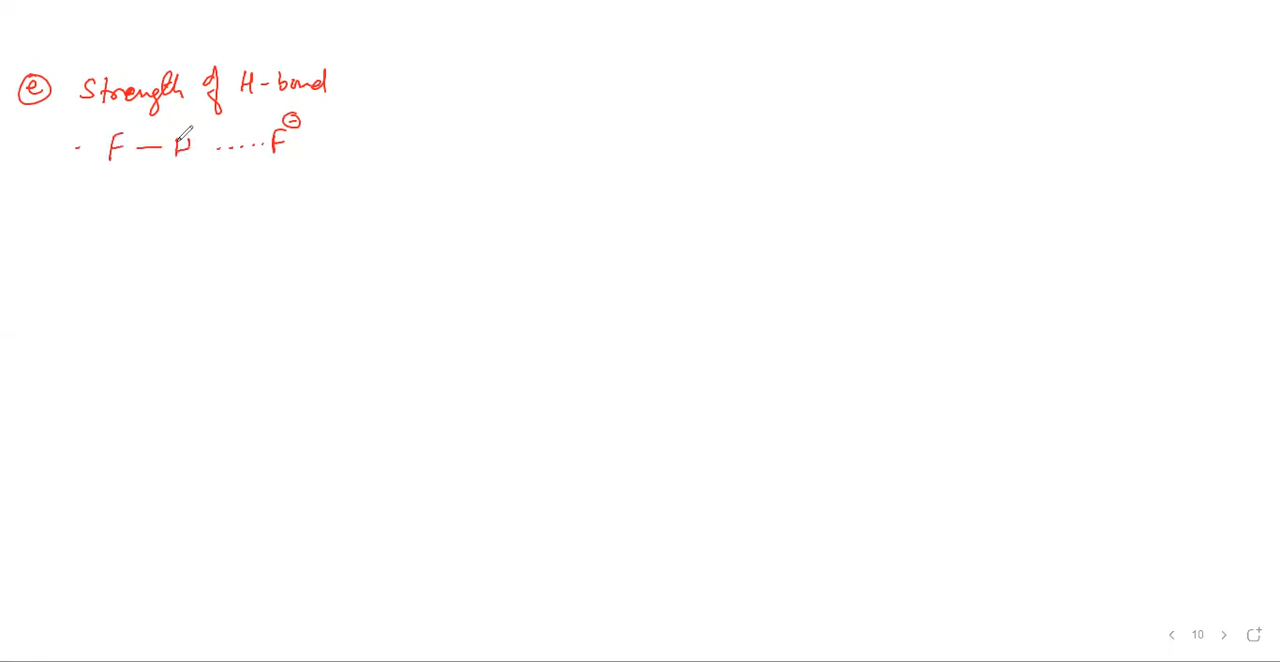 ⓔ Strength of H-bond
· F — H ..... F⊖
10